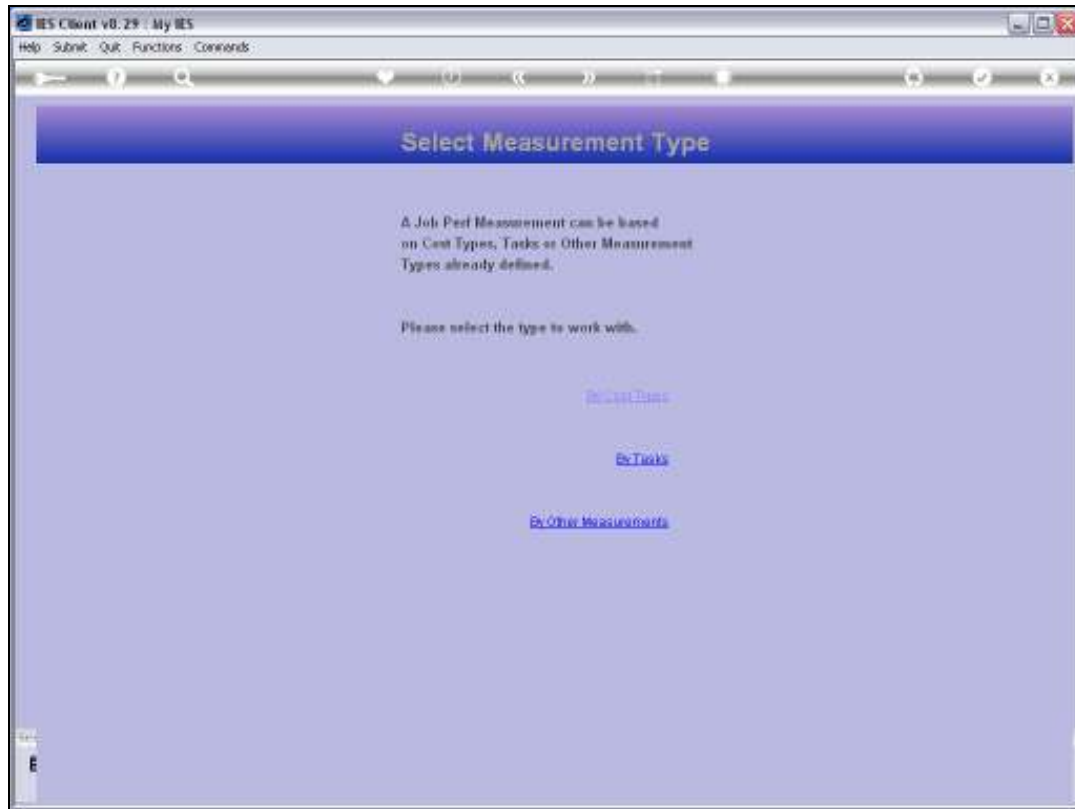 IES Client v8.29 : My IES
Help Submit Quit Functions Commands
Select Measurement Type
A Job Perf Measurement can be based
on Cost Types, Tasks or Other Measurement
Types already defined.
Please select the type to work with.
By Cost Types
By Tasks
By Other Measurements